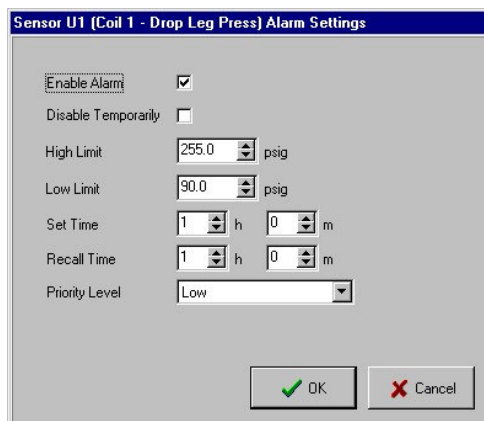 Sensor U1 (Coil 1 - Drop Leg Press) Alarm Settings
Enable Alarm
Disable Temporarily
High Limit 255.0 psig
Low Limit 90.0 psig
Set Time 1 h 0 m
Recall Time 1 h 0 m
Priority Level Low
OK Cancel